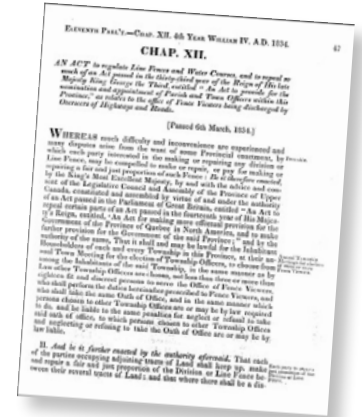 ELEVENTH PARL'T.—CHAP. XII. 4th YEAR WILLIAM IV. A.D. 1834.
47
CHAP. XII.
AN ACT to regulate Line Fences and Water Courses, and to repeal so
much of an Act passed in the thirty-third year of the Reign of His late
Majesty King George the Third, entitled "An Act to provide for the
nomination and appointment of Parish and Town Officers within this
Province," as relates to the office of Fence Viewers being discharged by
Overseers of Highways and Roads.
[Passed 6th March, 1834.]
WHEREAS much difficulty and inconvenience are experienced and
many disputes arise from the want of some Provincial enactment, by
which each party interested in the making or repairing any division or
Line Fence, may be compelled to make or repair, or pay for making or
repairing a fair and just proportion of such Fence: Be it therefore enacted,
by the King's Most Excellent Majesty, by and with the advice and con-
sent of the Legislative Council and Assembly of the Province of Upper
Canada, constituted and assembled by virtue of and under the authority
of an Act passed in the Parliament of Great Britain, entitled "An Act to
repeal certain parts of an Act passed in the fourteenth year of His Majes-
ty's Reign, entitled, "An Act for making more effectual provision for the
Government of the Province of Quebec in North America, and to make
further provision for the Government of the said Province;" and by the
authority of the same, That it shall and may be lawful for the Inhabitant
Householders of each and every Township in this Province, at their an-
nual Town Meeting for the election of Township Officers, to choose from
among the Inhabitants of the said Township, in the same manner as by
Law other Township Officers are chosen, not less than three or more than
eighteen fit and discreet persons to serve the Office of Fence Viewers,
who shall perform the duties hereinafter prescribed to Fence Viewers, and
who shall take the same Oath of Office, and in the same manner which
persons chosen to other Township Offices are or may be by law required
to do, and be liable to the same penalties for neglect or refusal to take
said oath of office, to which persons chosen to other Township Offices
and neglecting or refusing to take the Oath of Office are or may be by
law liable.
II. And be it further enacted by the authority aforesaid, That each
of the parties occupying adjoining tracts of Land shall keep up, make
and repair a fair and just proportion of the Division or Line Fence be-
tween their several tracts of Land; and that where there shall be a dis-